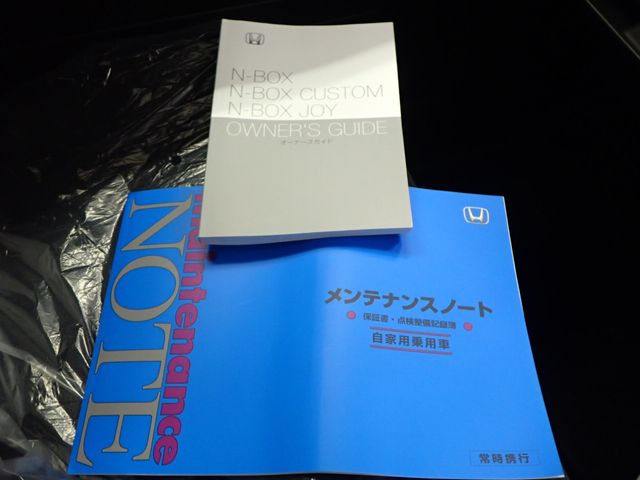 N-BOX
N-BOX CUSTOM
N-BOX JOY
OWNER'S GUIDE
オーナーズガイド
Maintenance
NOTE
メンテナンスノート
保証書・点検整備記録簿
自家用乗用車
常時携行